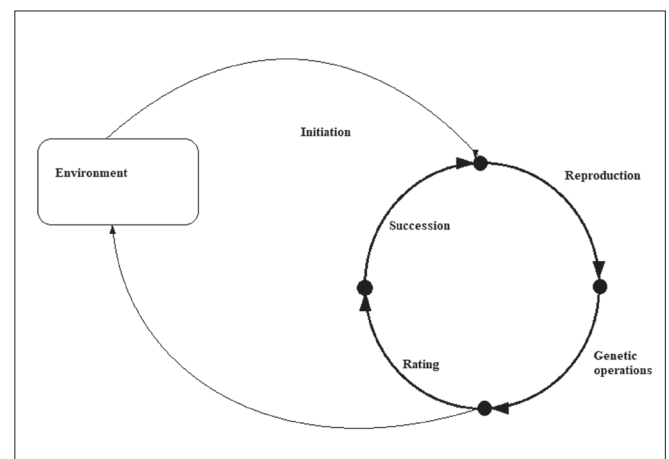 Initiation
Environment
Reproduction
Succession
Rating
Genetic
operations